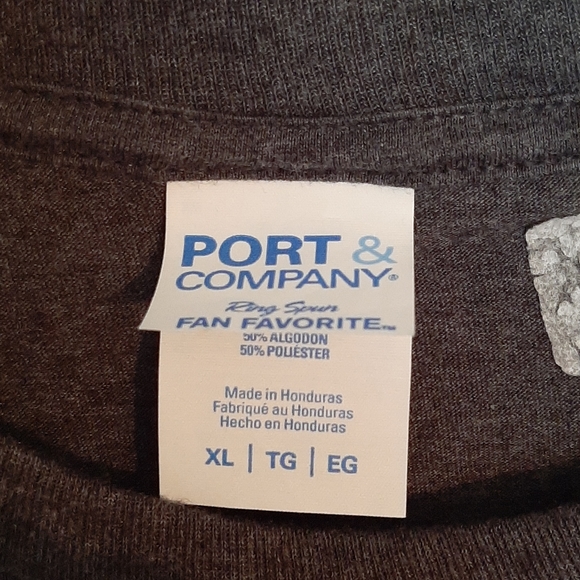 PORT &
COMPANY®
Ring Spun
FAN FAVORITE™
50% ALGODON
50% POLIÉSTER
Made in Honduras
Fabriqué au Honduras
Hecho en Honduras
XL | TG | EG